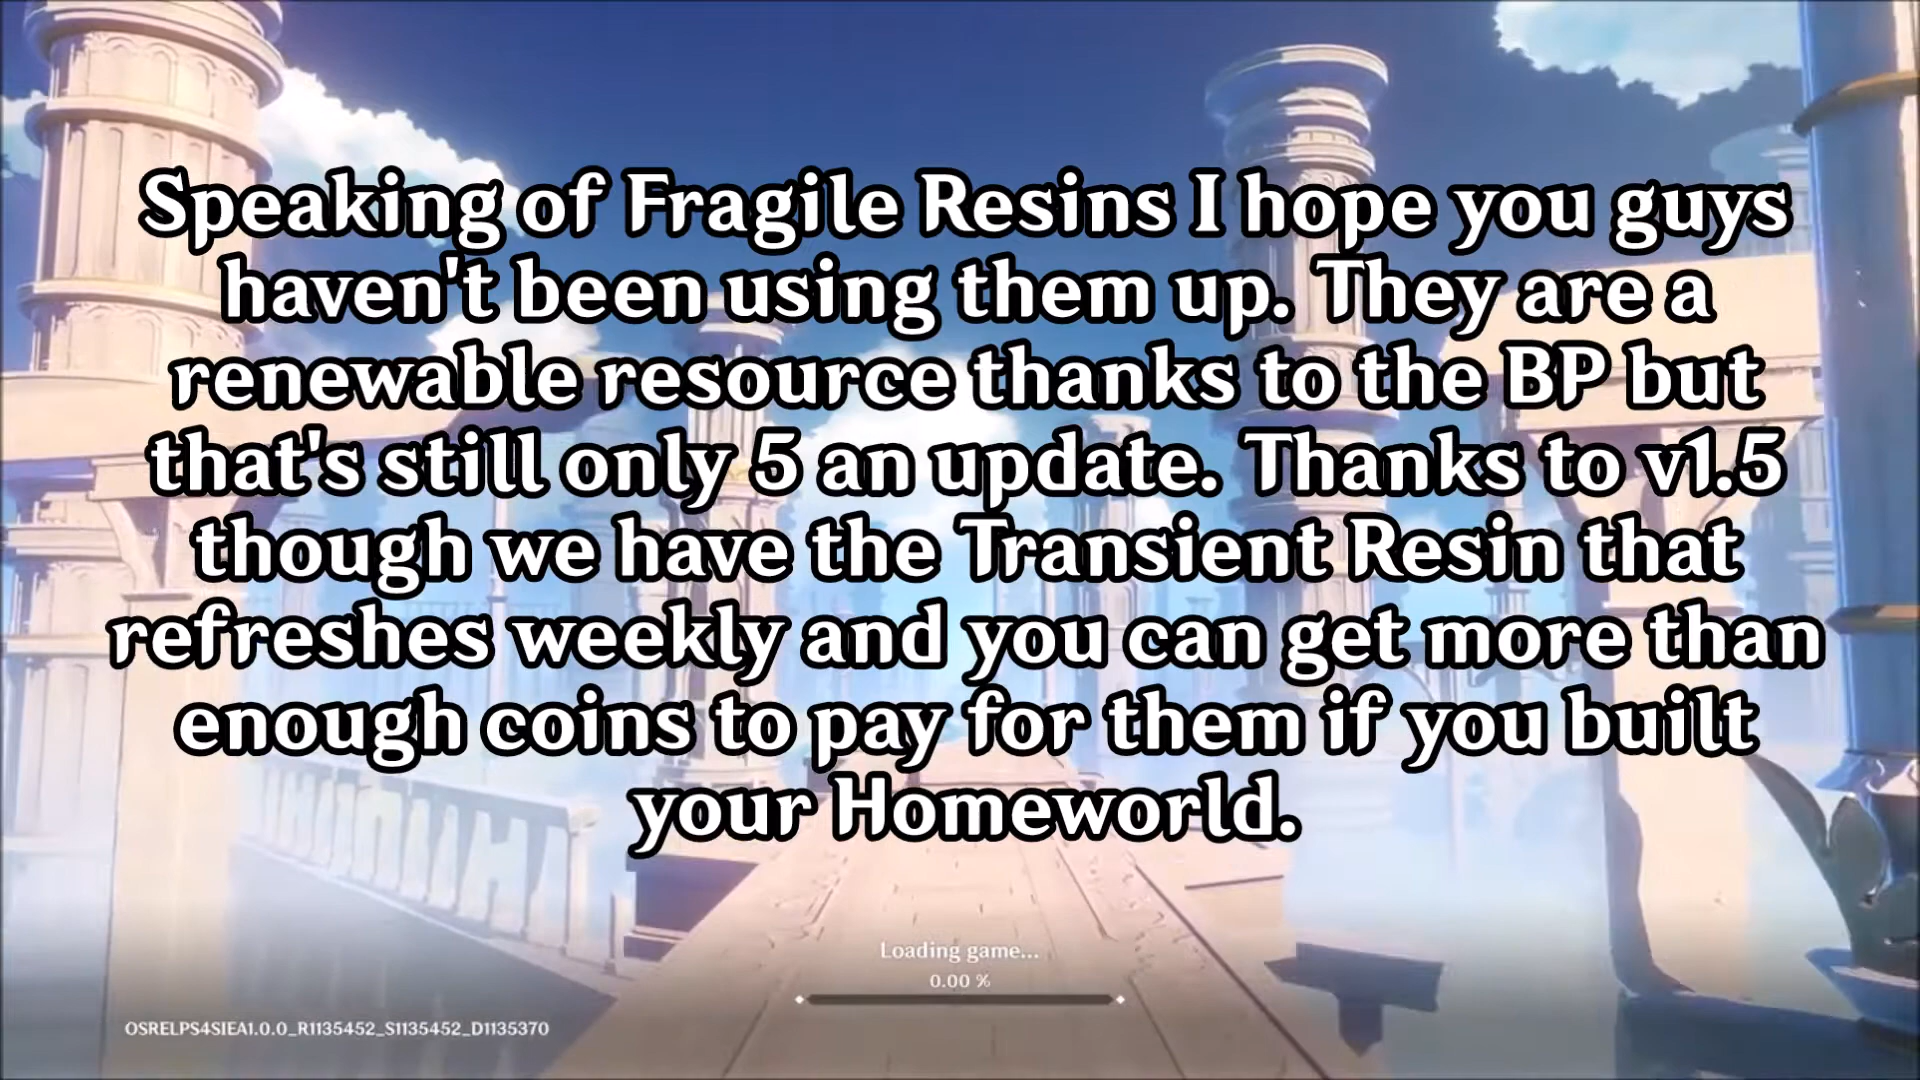 Speaking of Fragile Resins I hope you guys
haven't been using them up. They are a
renewable resource thanks to the BP but
that's still only 5 an update. Thanks to v1.5
though we have the Transient Resin that
refreshes weekly and you can get more than
enough coins to pay for them if you built
your Homeworld.
Loading game...
0.00 %
OSRELPS4SIEA1.0.0_R1135452_S1135452_D1135370